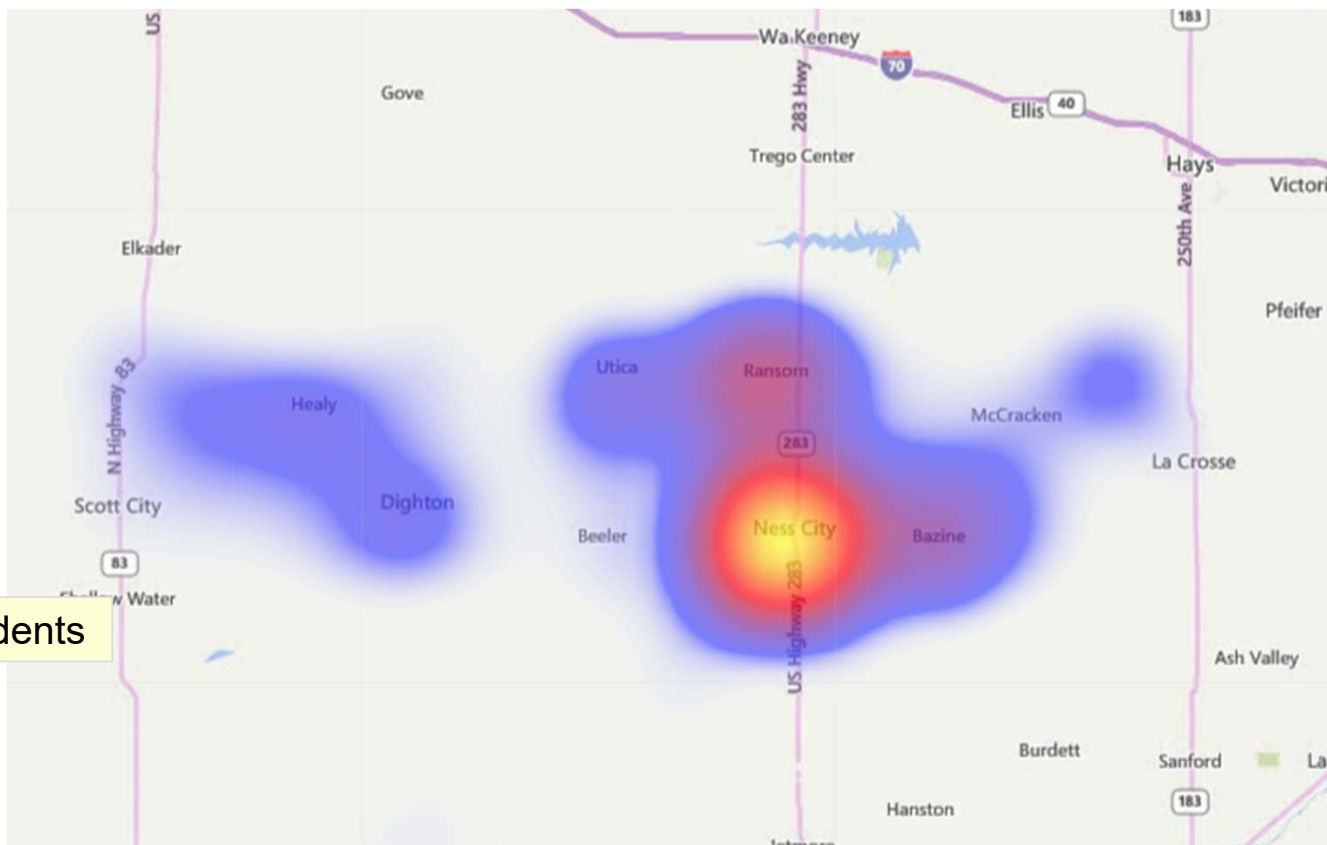 US
183
Wa Keeney
70
Gove
283 Hwy
Ellis
40
Trego Center
Hays
Victori
250th Ave
Elkader
Pfeifer
N Highway 83
Utica
Ransom
Healy
McCracken
283
La Crosse
Scott City
Dighton
Ness City
Beeler
Bazine
83
Water
dents
US Highway 283
Ash Valley
Burdett
Sanford
La
183
Hanston